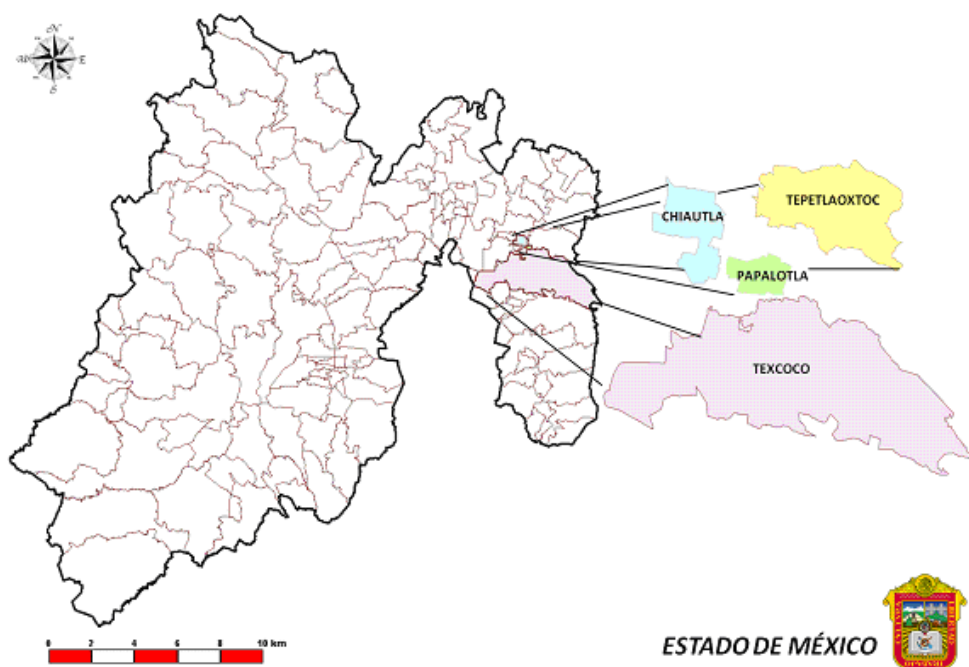 N
E
S
TEPETLAOXTOC
CHIAUTLA
PAPALOTLA
TEXCOCO
0 2 4 6 8 10 km
ESTADO DE MÉXICO